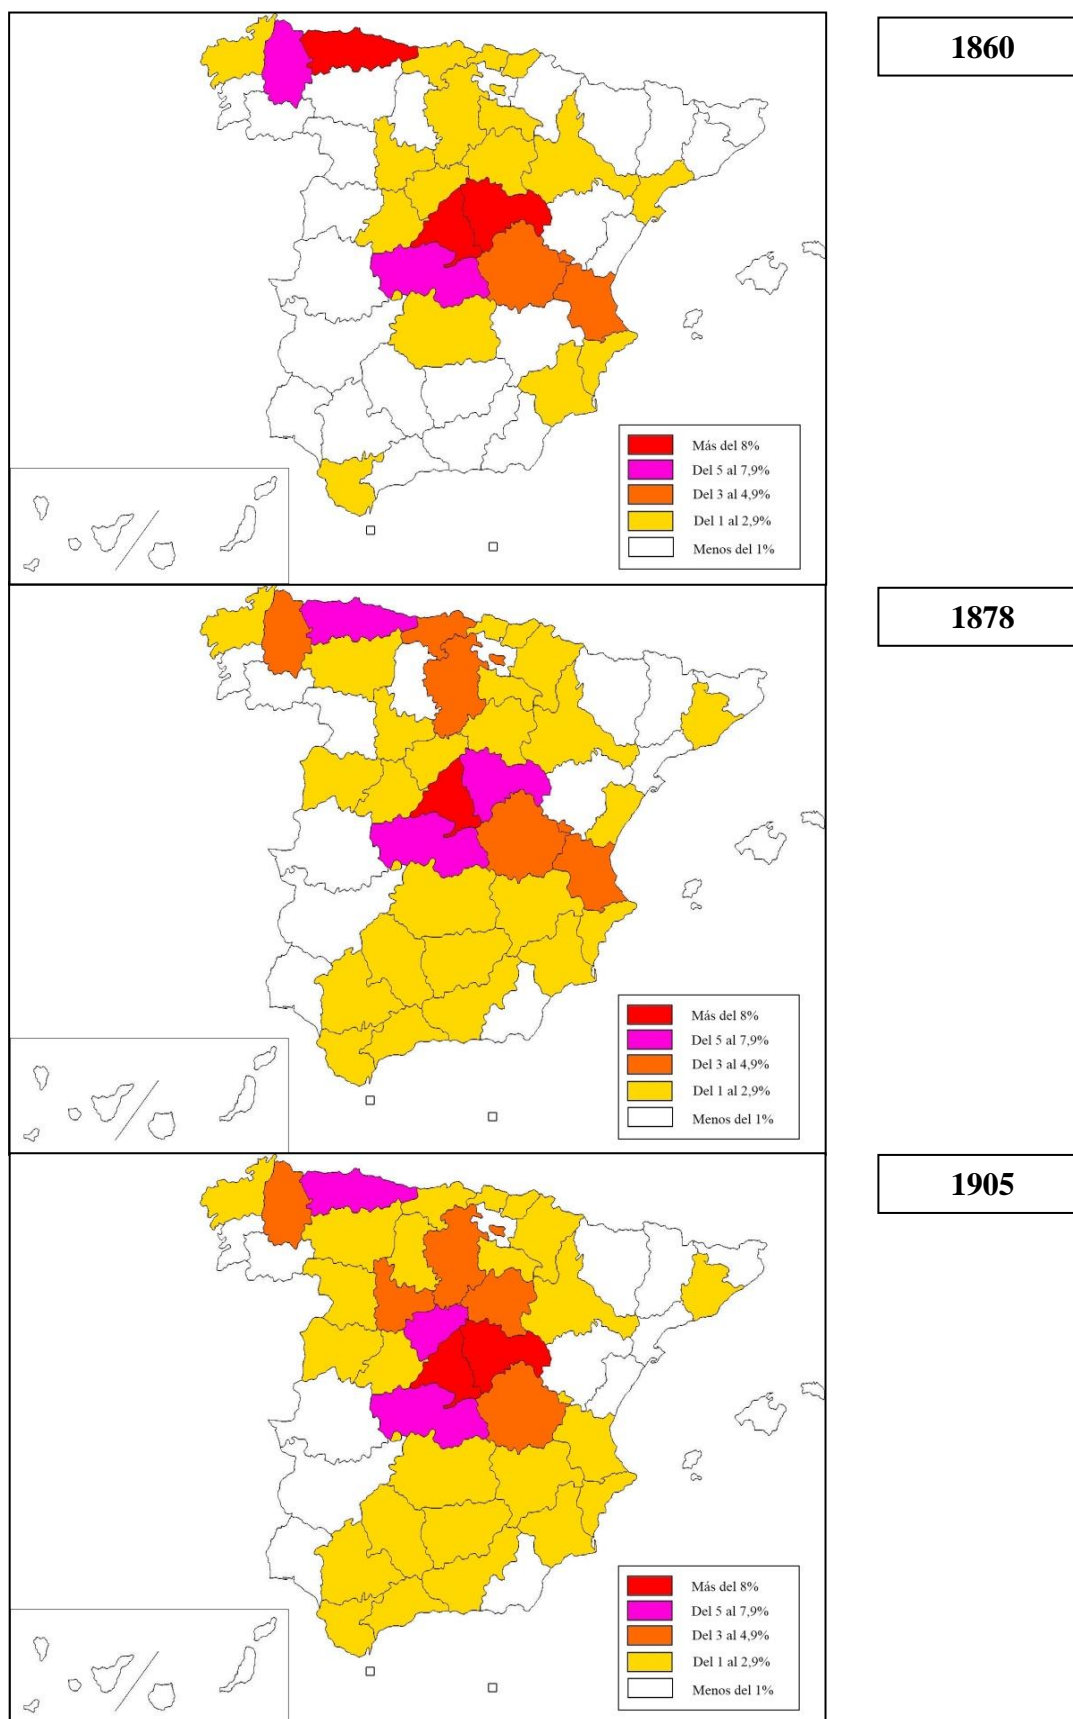 1860
Más del 8%
Del 5 al 7,9%
Del 3 al 4,9%
Del 1 al 2,9%
Menos del 1%
1878
Más del 8%
Del 5 al 7,9%
Del 3 al 4,9%
Del 1 al 2,9%
Menos del 1%
1905
Más del 8%
Del 5 al 7,9%
Del 3 al 4,9%
Del 1 al 2,9%
Menos del 1%